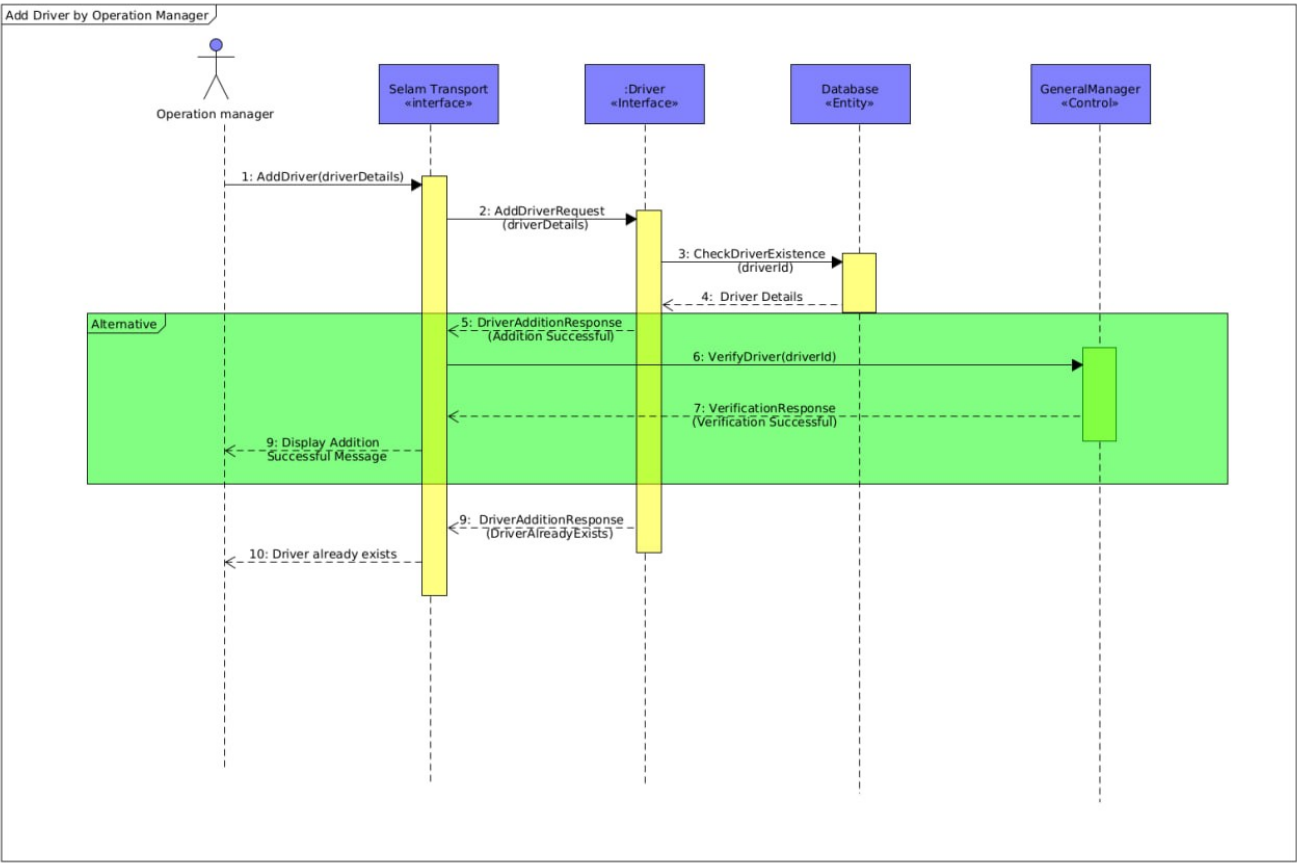 Add Driver by Operation Manager
Operation manager
Selam Transport
«interface»
:Driver
«Interface»
Database
«Entity»
GeneralManager
«Control»
1: AddDriver(driverDetails)
2: AddDriverRequest
(driverDetails)
3: CheckDriverExistence
(driverId)
4:  Driver Details
Alternative
5: DriverAdditionResponse
(Addition Successful)
6: VerifyDriver(driverId)
7: VerificationResponse
(Verification Successful)
9: Display Addition
Successful Message
9:  DriverAdditionResponse
(DriverAlreadyExists)
10: Driver already exists